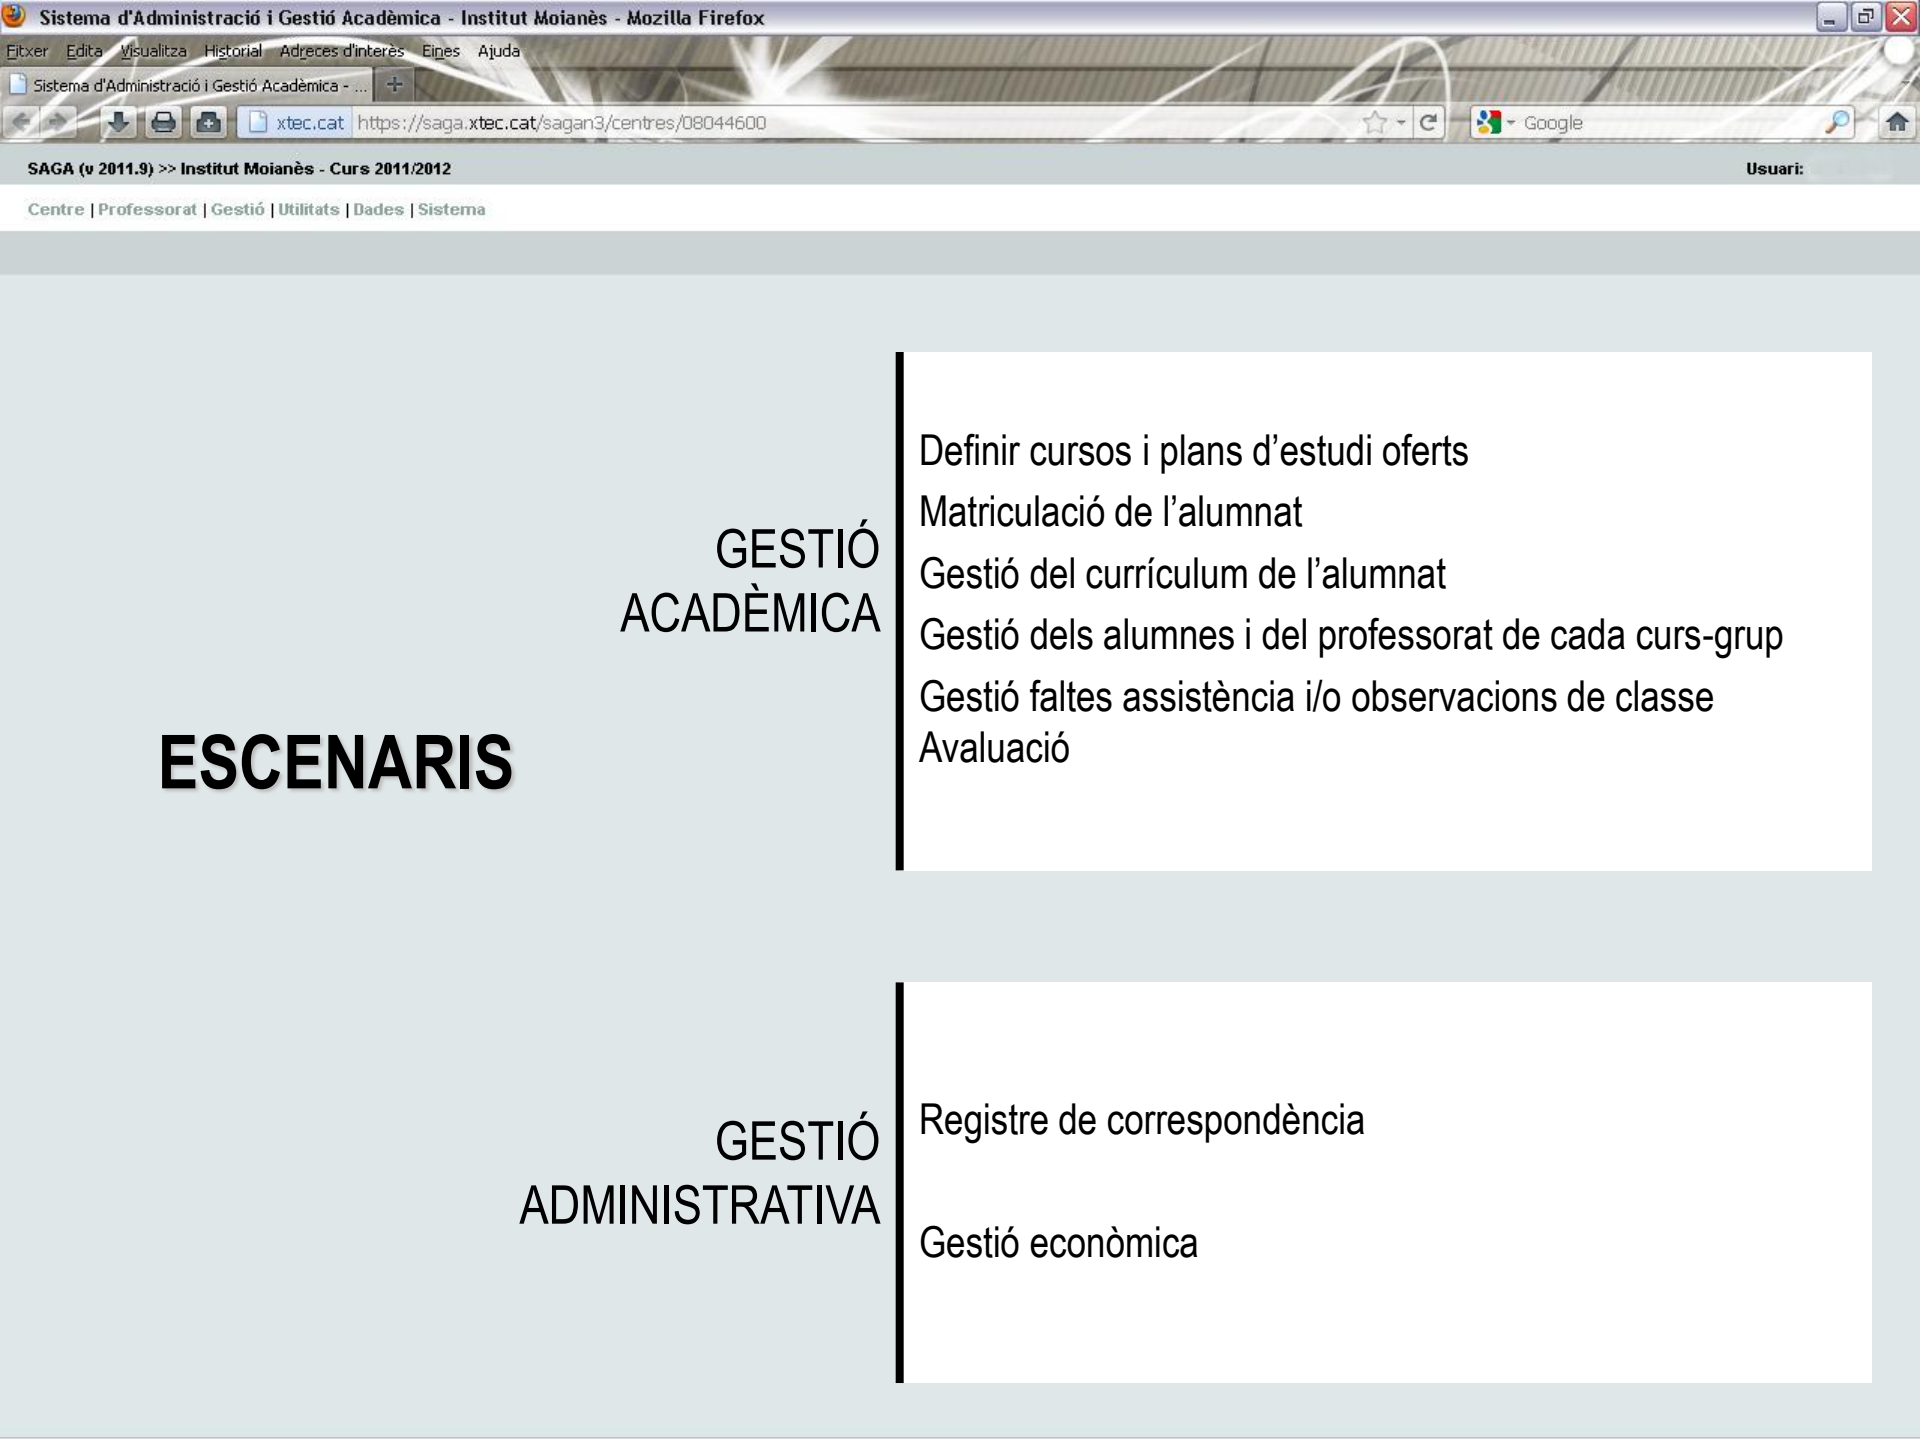 Sistema d'Administració i Gestió Acadèmica - Institut Moianès - Mozilla Firefox
Fitxer Edita Visualitza Historial Adreces d'interès Eines Ajuda
Sistema d'Administració i Gestió Acadèmica - ...
xtec.cat https://saga.xtec.cat/sagan3/centres/08044600 Google
SAGA (v 2011.9) >> Institut Moianès - Curs 2011/2012 Usuari:
Centre | Professorat | Gestió | Utilitats | Dades | Sistema
ESCENARIS
GESTIÓ
ACADÈMICA
Definir cursos i plans d’estudi oferts
Matriculació de l’alumnat
Gestió del currículum de l’alumnat
Gestió dels alumnes i del professorat de cada curs-grup
Gestió faltes assistència i/o observacions de classe
Avaluació
GESTIÓ
ADMINISTRATIVA
Registre de correspondència
Gestió econòmica